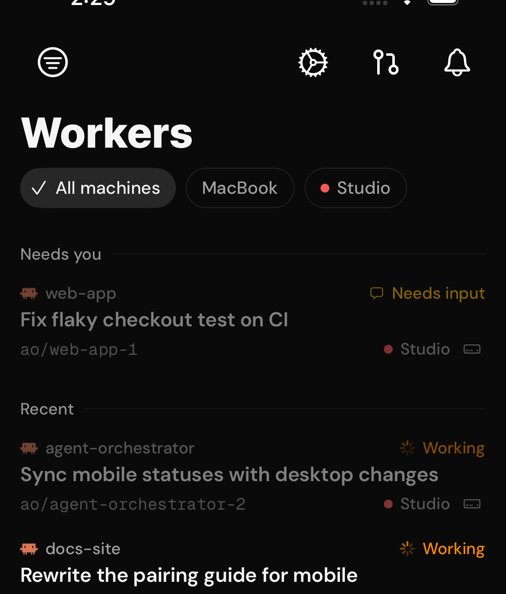 2:25
Workers
All machines
MacBook
Studio
Needs you
web-app
Needs input
Fix flaky checkout test on CI
ao/web-app-1
Studio
Recent
agent-orchestrator
Working
Sync mobile statuses with desktop changes
ao/agent-orchestrator-2
Studio
docs-site
Working
Rewrite the pairing guide for mobile